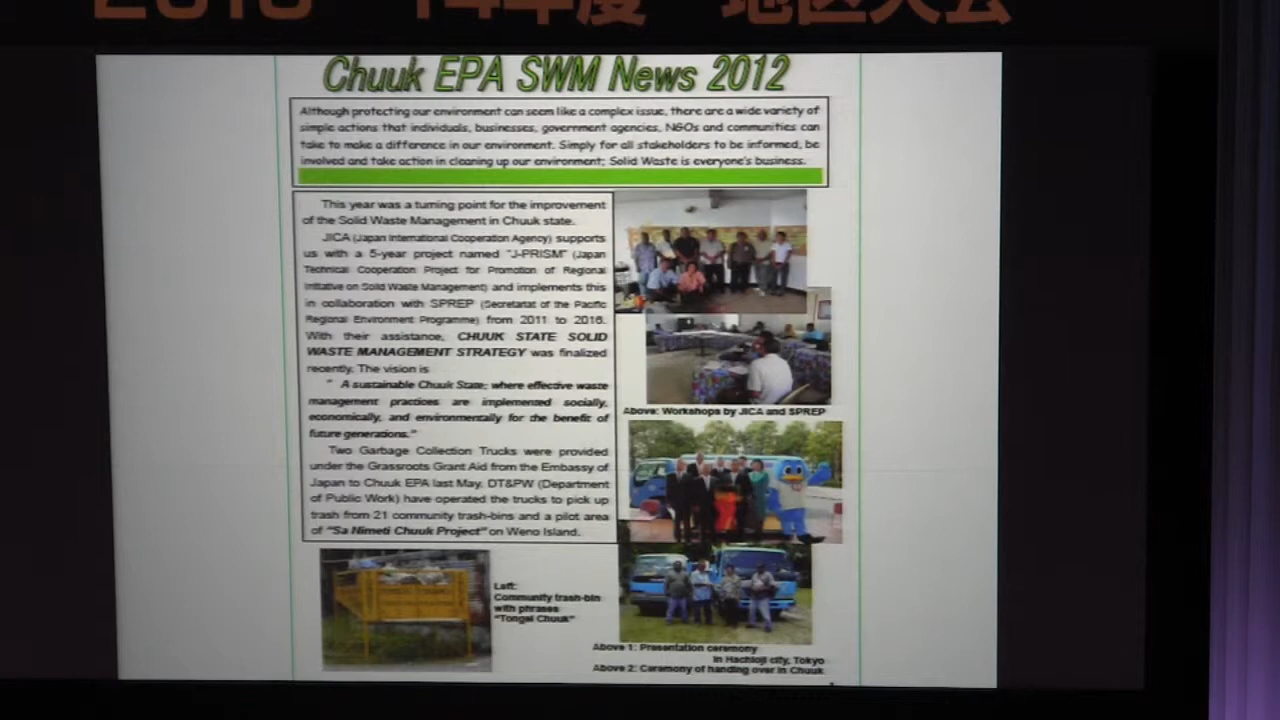 14年度 地区大会
Chuuk EPA SWM News 2012
Although protecting our environment can seem like a complex issue, there are a wide variety of
simple actions that individuals, businesses, government agencies, NGOs and communities can
take to make a difference in our environment. Simply for all stakeholders to be informed, be
involved and take action in cleaning up our environment; Solid Waste is everyone's business.
This year was a turning point for the improvement
of the Solid Waste Management in Chuuk state.
JICA (Japan International Cooperation Agency) supports
us with a 5-year project named "J-PRISM" (Japan
Technical Cooperation Project for Promotion of Regional
Initiative on Solid Waste Management) and implements this
in collaboration with SPREP (Secretariat of the Pacific
Regional Environment Programme) from 2011 to 2016.
With their assistance, CHUUK STATE SOLID
WASTE MANAGEMENT STRATEGY was finalized
recently. The vision is
" A sustainable Chuuk State; where effective waste
management practices are implemented socially,
economically, and environmentally for the benefit of
future generations."
Two Garbage Collection Trucks were provided
under the Grassroots Grant Aid from the Embassy of
Japan to Chuuk EPA last May. DT&PW (Department
of Public Work) have operated the trucks to pick up
trash from 21 community trash-bins and a pilot area
of "Sa Nimeti Chuuk Project" on Weno Island.
Above: Workshops by JICA and SPREP
Left:
Community trash-bin
with phrases
"Tongei Chuuk"
Above 1: Presentation ceremony
in Hachioji city, Tokyo
Above 2: Ceremony of handing over in Chuuk